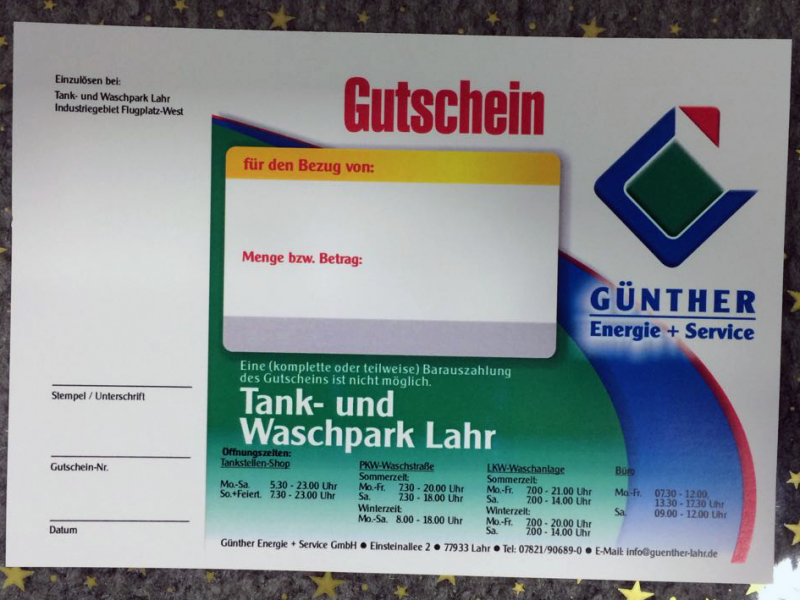 Einzulösen bei:
Tank- und Waschpark Lahr
Industriegebiet Flugplatz-West
Gutschein
für den Bezug von:
Menge bzw. Betrag:
GÜNTHER
Energie + Service
Eine (komplette oder teilweise) Barauszahlung
des Gutscheins ist nicht möglich.
Tank- und
Waschpark Lahr
Stempel / Unterschrift
Gutschein-Nr.
Datum
Öffnungszeiten:
Tankstellen-Shop
Mo.-Sa. 5.30 - 23.00 Uhr
So.+Feiert. 7.30 - 23.00 Uhr
PKW-Waschstraße
Sommerzeit:
Mo.-Fr. 7.30 - 20.00 Uhr
Sa. 7.30 - 18.00 Uhr
Winterzeit:
Mo.-Sa. 8.00 - 18.00 Uhr
LKW-Waschanlage
Sommerzeit:
Mo.-Fr. 7.00 - 21.00 Uhr
Sa. 7.00 - 14.00 Uhr
Winterzeit:
Mo.-Fr. 7.00 - 20.00 Uhr
Sa. 7.00 - 14.00 Uhr
Büro
Mo.-Fr. 07.30 - 12.00,
13.30 - 17.30 Uhr
Sa. 09.00 - 12.00 Uhr
Günther Energie + Service GmbH ● Einsteinallee 2 ● 77933 Lahr ● Tel: 07821/90689-0 ● E-Mail: info@guenther-lahr.de